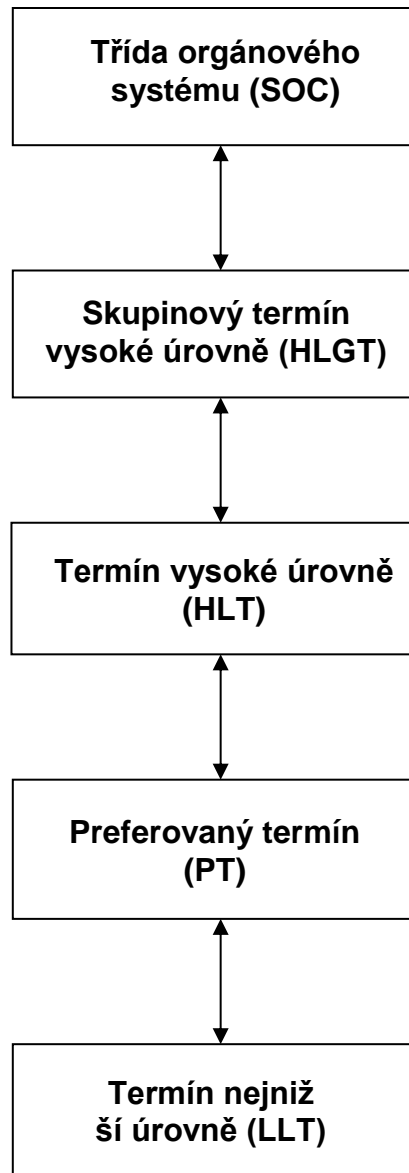 Třída orgánového
systému (SOC)
Skupinový termín
vysoké úrovně (HLGT)
Termín vysoké úrovně
(HLT)
Preferovaný termín
(PT)
Termín nejniž
ší úrovně (LLT)